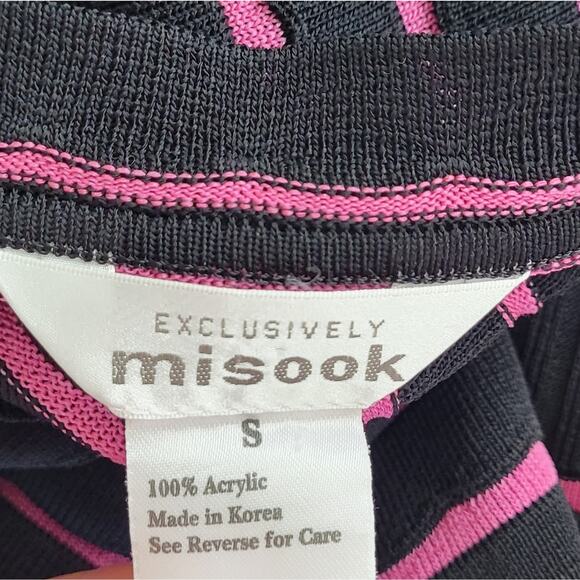 EXCLUSIVELY
misook
S
100% Acrylic
Made in Korea
See Reverse for Care